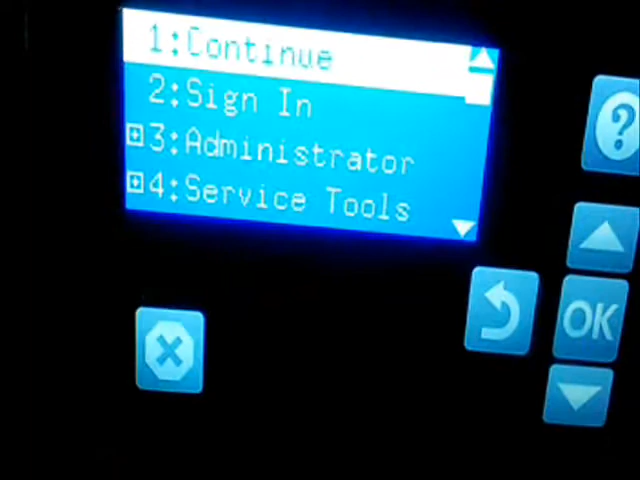 1:Continue
2:Sign In
3:Administrator
4:Service Tools
?
OK